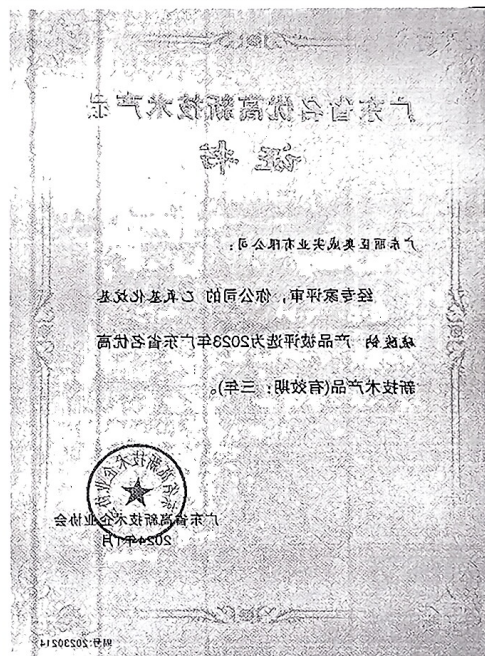 广东省名优高新技术产品
证书
广东丽臣奥威实业有限公司：
经专家评审，你公司的 乙氧基化烷基
硫酸钠 产品被评选为2023年广东省名优高
新技术产品(有效期：三年)。
广东省高新技术企业协会
2024年1月
编号:20230214